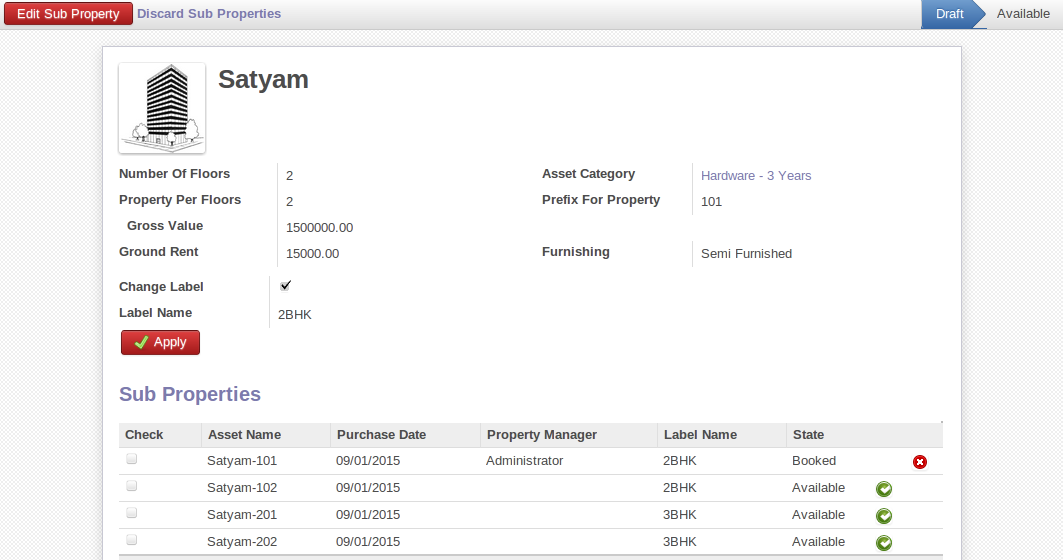 Edit Sub Property Discard Sub Properties Draft Available
Satyam
Number Of Floors 2 Asset Category Hardware - 3 Years
Property Per Floors 2 Prefix For Property 101
Gross Value 1500000.00
Ground Rent 15000.00 Furnishing Semi Furnished
Change Label
Label Name 2BHK
Apply
Sub Properties
Check Asset Name Purchase Date Property Manager Label Name State
Satyam-101 09/01/2015 Administrator 2BHK Booked
Satyam-102 09/01/2015 2BHK Available
Satyam-201 09/01/2015 3BHK Available
Satyam-202 09/01/2015 3BHK Available